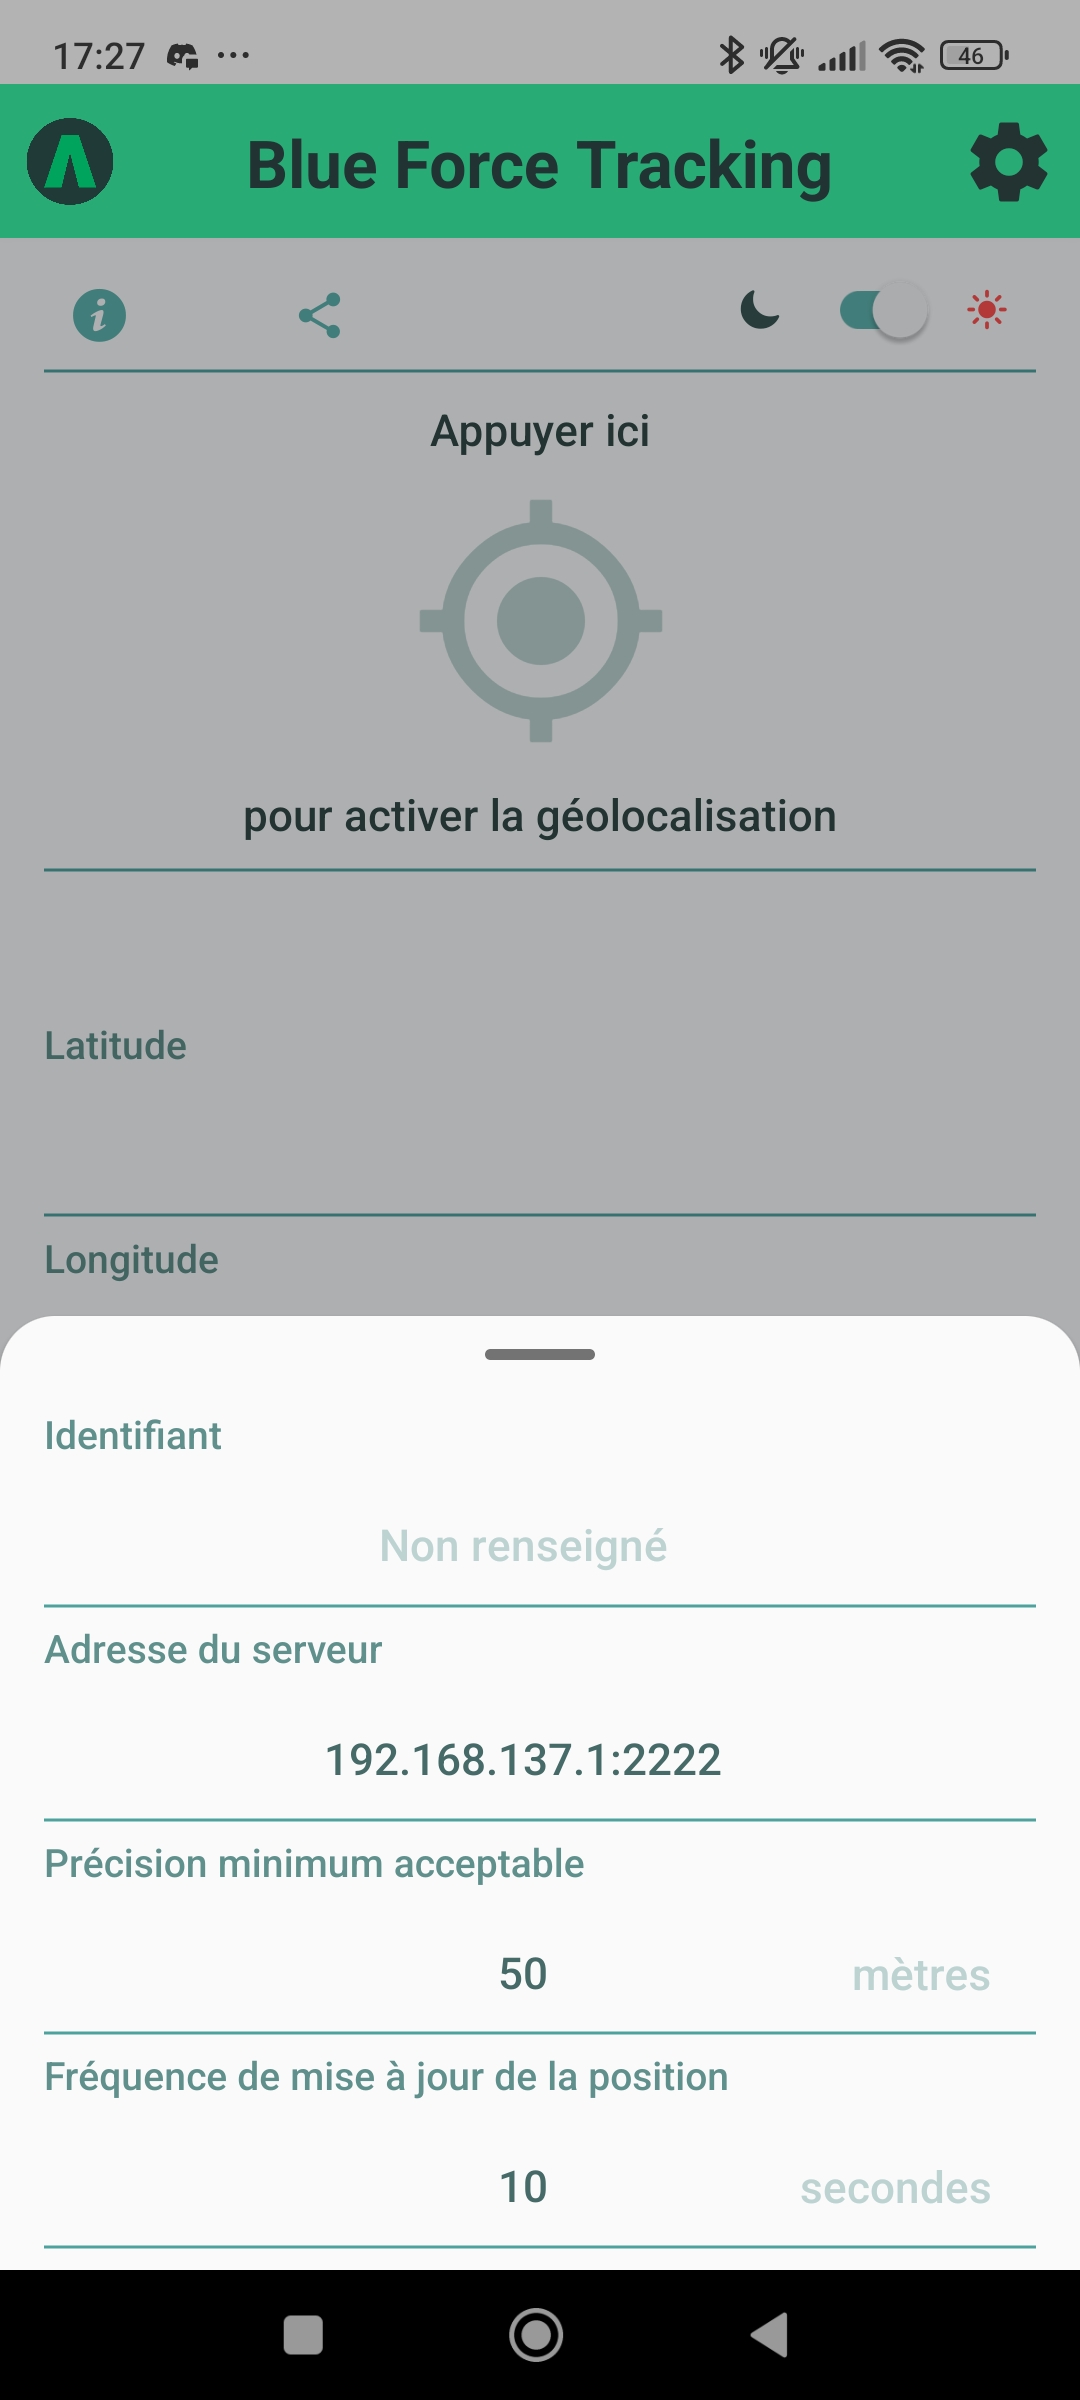 17:27
46
Blue Force Tracking
Appuyer ici
pour activer la géolocalisation
Latitude
Longitude
Identifiant
Non renseigné
Adresse du serveur
192.168.137.1:2222
Précision minimum acceptable
50 mètres
Fréquence de mise à jour de la position
10 secondes